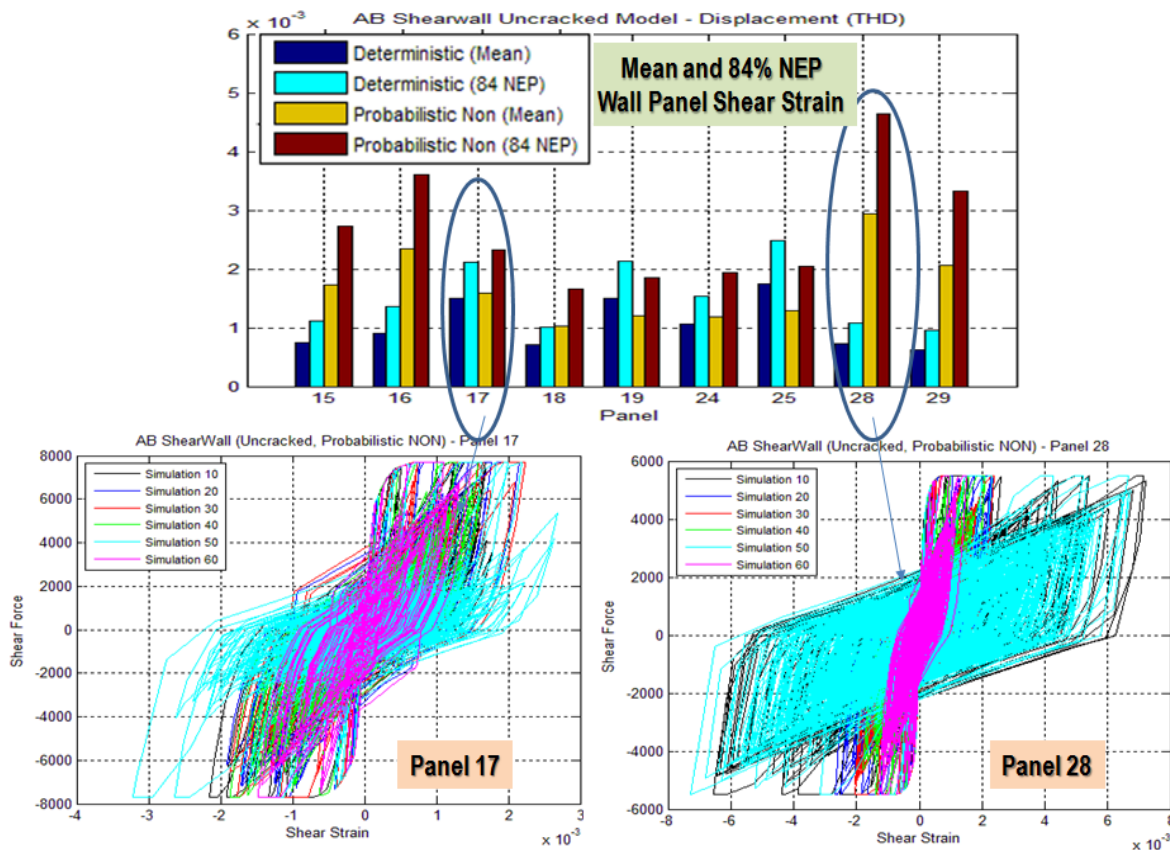 AB Shearwall Uncracked Model - Displacement (THD)
× 10⁻³
Deterministic (Mean)
Deterministic (84 NEP)
Probabilistic Non (Mean)
Probabilistic Non (84 NEP)
Mean and 84% NEP
Wall Panel Shear Strain
6
5
4
3
2
1
0
15 16 17 18 19 24 25 28 29
Panel
AB ShearWall (Uncracked, Probabilistic NON) - Panel 17
Simulation 10
Simulation 20
Simulation 30
Simulation 40
Simulation 50
Simulation 60
Shear Force
8000
6000
4000
2000
0
-2000
-4000
-6000
-8000
Panel 17
-4 -3 -2 -1 0 1 2 3
Shear Strain
x 10⁻³
AB ShearWall (Uncracked, Probabilistic NON) - Panel 28
Simulation 10
Simulation 20
Simulation 30
Simulation 40
Simulation 50
Simulation 60
Shear Force
6000
4000
2000
0
-2000
-4000
-6000
Panel 28
-8 -6 -4 -2 0 2 4 6 8
Shear Strain
x 10⁻³